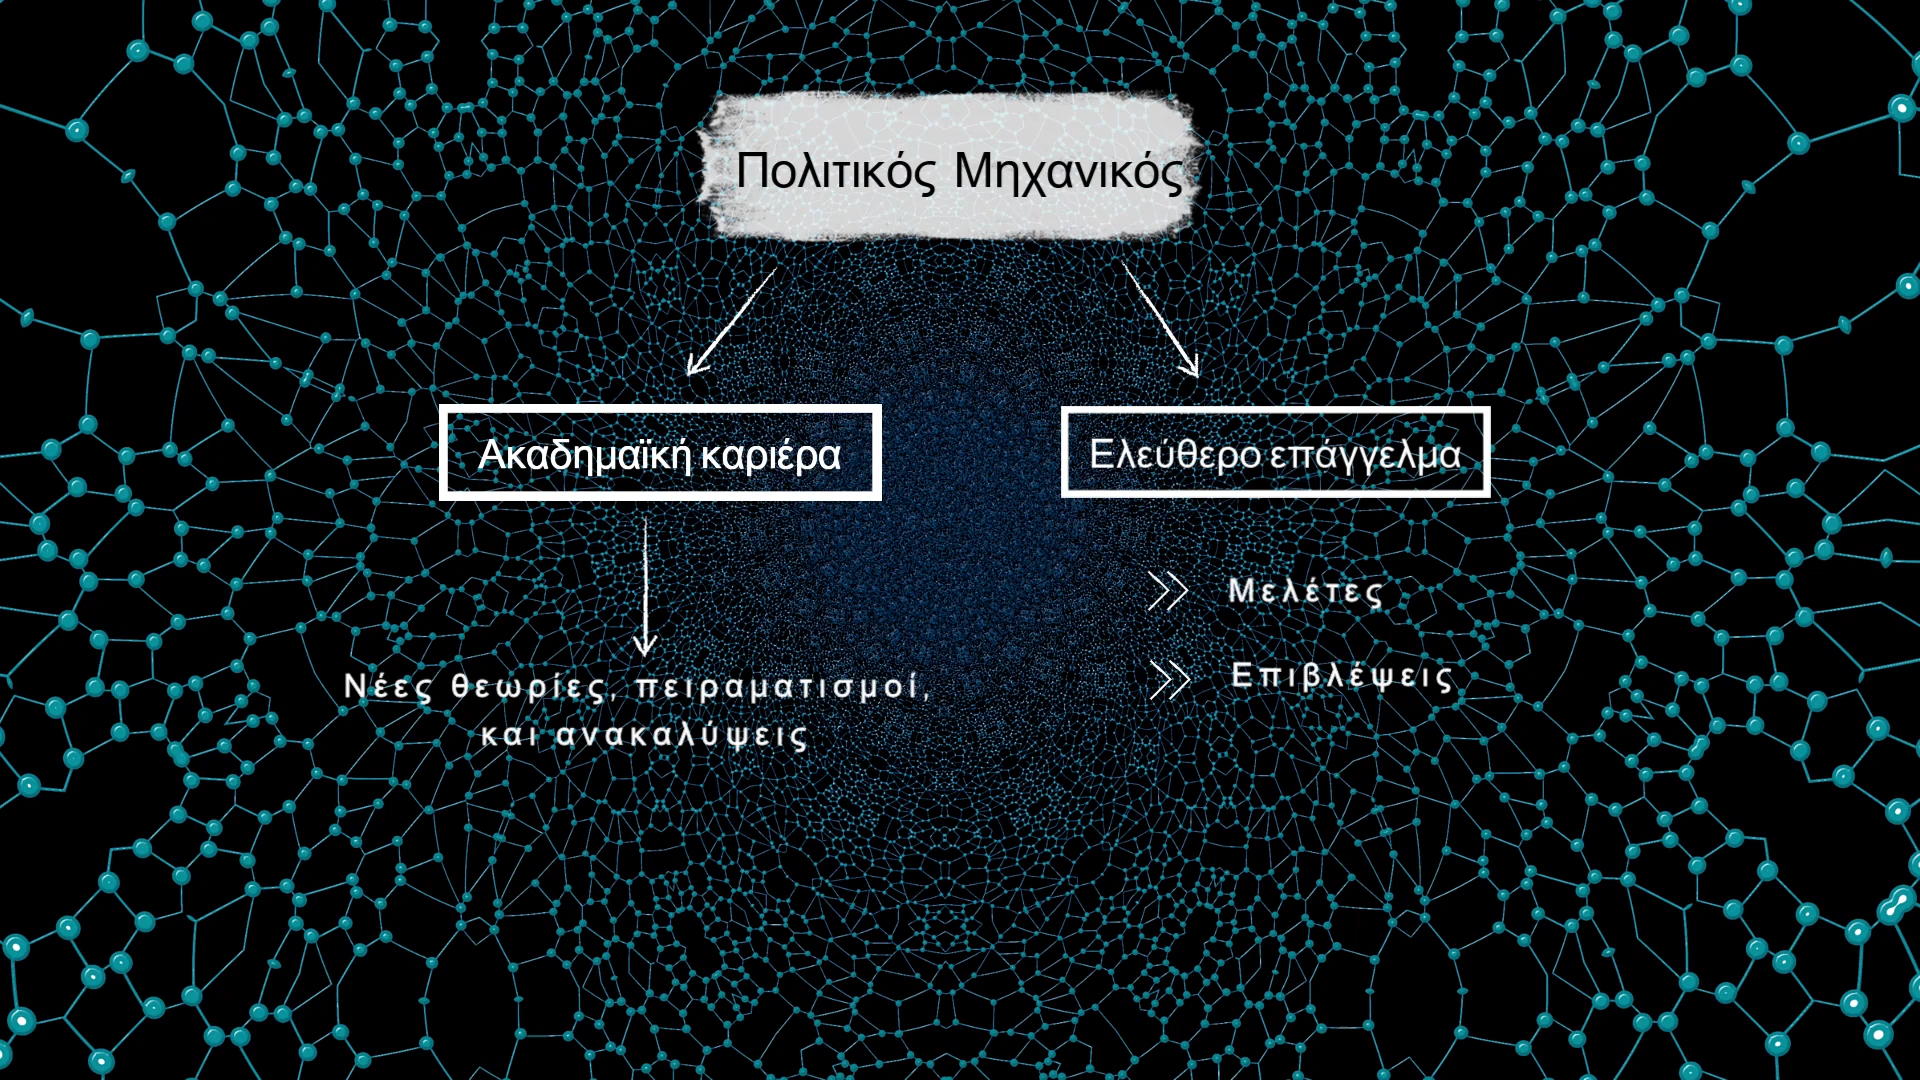 Πολιτικός Μηχανικός
Ακαδημαϊκή καριέρα
Ελεύθερο επάγγελμα
Νέες θεωρίες, πειραματισμοί,
και ανακαλύψεις
Μελέτες
Επιβλέψεις